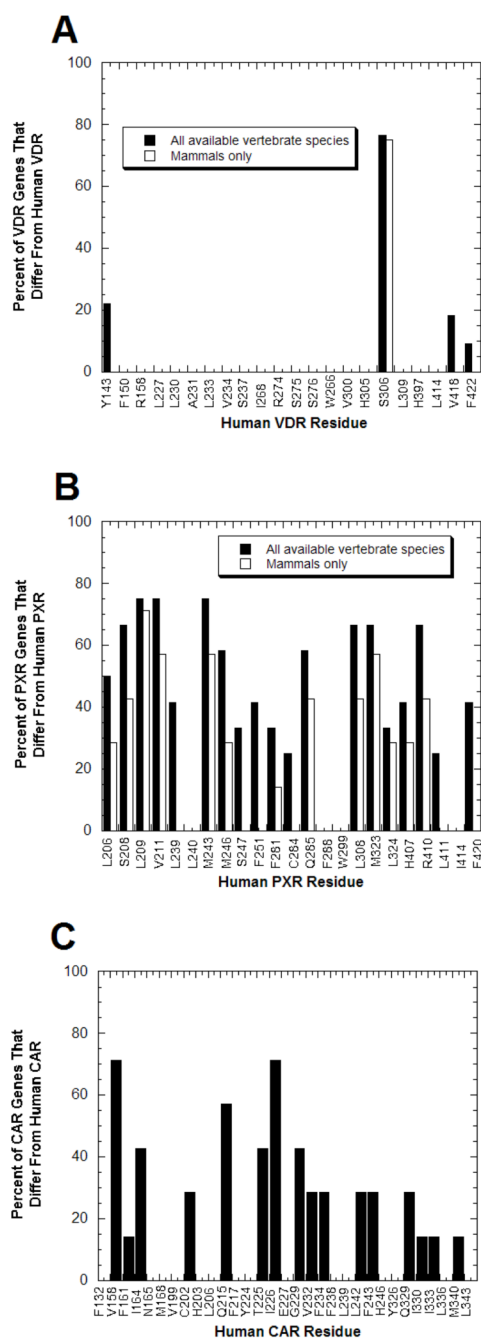 A
Percent of VDR Genes That
Differ From Human VDR
100
80
60
40
20
0
All available vertebrate species
Mammals only
Y143
F150
R158
L227
L230
A231
L233
V234
S237
I268
R274
S275
S276
W266
V300
H305
S306
L309
H397
L414
V418
F422
Human VDR Residue
B
Percent of PXR Genes That
Differ From Human PXR
100
80
60
40
20
0
All available vertebrate species
Mammals only
L206
S208
L209
V211
L239
L240
M243
M246
S247
F251
F281
C284
Q285
F288
W299
L308
M323
L324
H407
R410
L411
I414
F420
Human PXR Residue
C
Percent of CAR Genes That
Differ From Human CAR
100
80
60
40
20
0
F132
V158
F161
I164
N165
M168
V199
C202
H203
L206
Q215
F217
Y224
T225
I226
E227
G229
V232
F234
F238
L239
L242
F243
H246
Y326
Q329
I330
I333
L336
M340
L343
Human CAR Residue